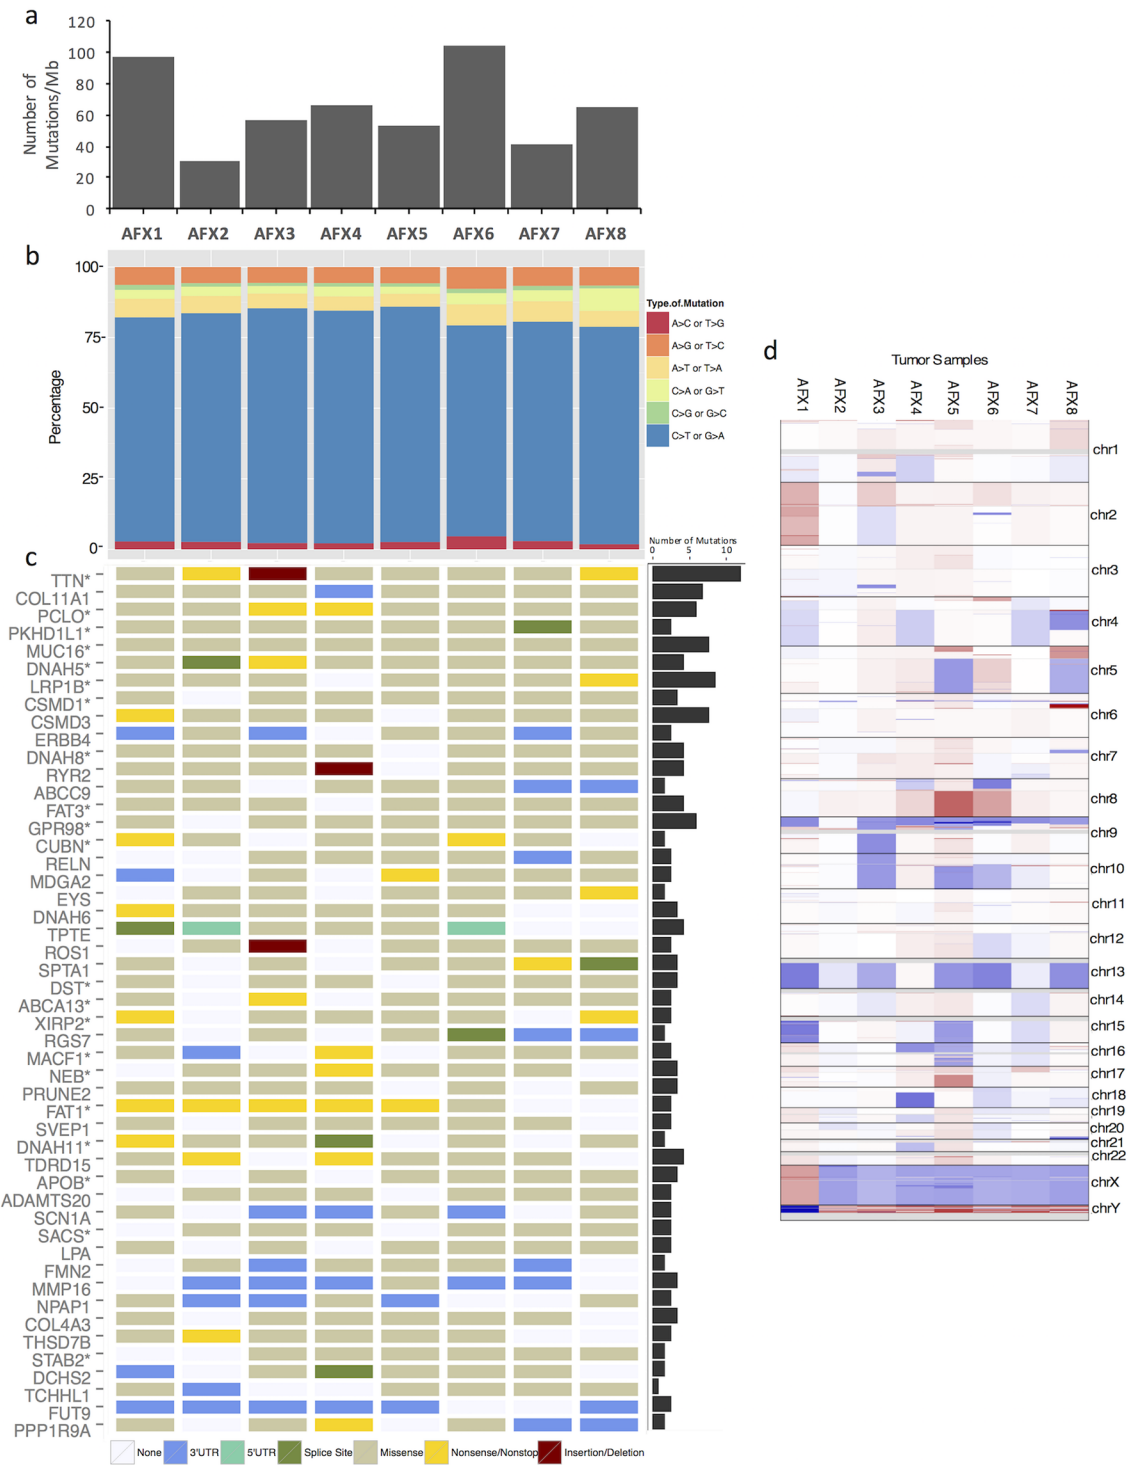 a
Number of
Mutations/Mb
120
100
80
60
40
20
0
AFX1 AFX2 AFX3 AFX4 AFX5 AFX6 AFX7 AFX8
b
Percentage
100
75
50
25
0
Type.of.Mutation
A>C or T>G
A>G or T>C
A>T or T>A
C>A or G>T
C>G or G>C
C>T or G>A
c
Number of Mutations
0 5 10
TTN*
COL11A1
PCLO*
PKHD1L1*
MUC16*
DNAH5*
LRP1B*
CSMD1*
CSMD3
ERBB4
DNAH8*
RYR2
ABCC9
FAT3*
GPR98*
CUBN*
RELN
MDGA2
EYS
DNAH6
TPTE
ROS1
SPTA1
DST*
ABCA13*
XIRP2*
RGS7
MACF1*
NEB*
PRUNE2
FAT1*
SVEP1
DNAH11*
TDRD15
APOB*
ADAMTS20
SCN1A
SACS*
LPA
FMN2
MMP16
NPAP1
COL4A3
THSD7B
STAB2*
DCHS2
TCHHL1
FUT9
PPP1R9A
None 3'UTR 5'UTR Splice Site Missense Nonsense/Nonstop Insertion/Deletion
d
Tumor Samples
AFX1 AFX2 AFX3 AFX4 AFX5 AFX6 AFX7 AFX8
chr1
chr2
chr3
chr4
chr5
chr6
chr7
chr8
chr9
chr10
chr11
chr12
chr13
chr14
chr15
chr16
chr17
chr18
chr19
chr20
chr21
chr22
chrX
chrY